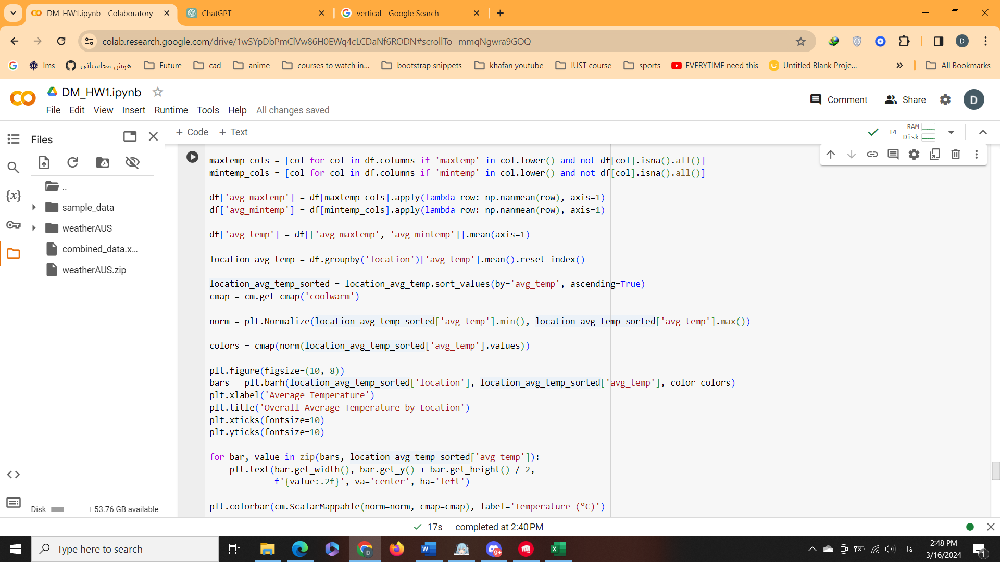 DM_HW1.ipynb - Colaboratory
ChatGPT
vertical - Google Search
colab.research.google.com/drive/1wSYpDbPmClVw86H0EWq4cLCDaNf6RODN#scrollTo=mmqNgwra9GOQ
D
lms
هوش محاسباتی
Future
cad
anime
courses to watch in...
bootstrap snippets
khafan youtube
IUST course
sports
EVERYTIME need this
Untitled Blank Proje...
All Bookmarks
DM_HW1.ipynb
File Edit View Insert Runtime Tools Help All changes saved
Comment
Share
D
Files
+ Code + Text
T4
RAM
Disk
..
sample_data
weatherAUS
combined_data.x...
weatherAUS.zip
{x}
maxtemp_cols = [col for col in df.columns if 'maxtemp' in col.lower() and not df[col].isna().all()]
mintemp_cols = [col for col in df.columns if 'mintemp' in col.lower() and not df[col].isna().all()]
df['avg_maxtemp'] = df[maxtemp_cols].apply(lambda row: np.nanmean(row), axis=1)
df['avg_mintemp'] = df[mintemp_cols].apply(lambda row: np.nanmean(row), axis=1)
df['avg_temp'] = df[['avg_maxtemp', 'avg_mintemp']].mean(axis=1)
location_avg_temp = df.groupby('location')['avg_temp'].mean().reset_index()
location_avg_temp_sorted = location_avg_temp.sort_values(by='avg_temp', ascending=True)
cmap = cm.get_cmap('coolwarm')
norm = plt.Normalize(location_avg_temp_sorted['avg_temp'].min(), location_avg_temp_sorted['avg_temp'].max())
colors = cmap(norm(location_avg_temp_sorted['avg_temp'].values))
plt.figure(figsize=(10, 8))
bars = plt.barh(location_avg_temp_sorted['location'], location_avg_temp_sorted['avg_temp'], color=colors)
plt.xlabel('Average Temperature')
plt.title('Overall Average Temperature by Location')
plt.xticks(fontsize=10)
plt.yticks(fontsize=10)
for bar, value in zip(bars, location_avg_temp_sorted['avg_temp']):
    plt.text(bar.get_width(), bar.get_y() + bar.get_height() / 2,
             f'{value:.2f}', va='center', ha='left')
plt.colorbar(cm.ScalarMappable(norm=norm, cmap=cmap), label='Temperature (°C)')
Disk 53.76 GB available
17s completed at 2:40 PM
Type here to search
D
9+
فا
2:48 PM
3/16/2024
1